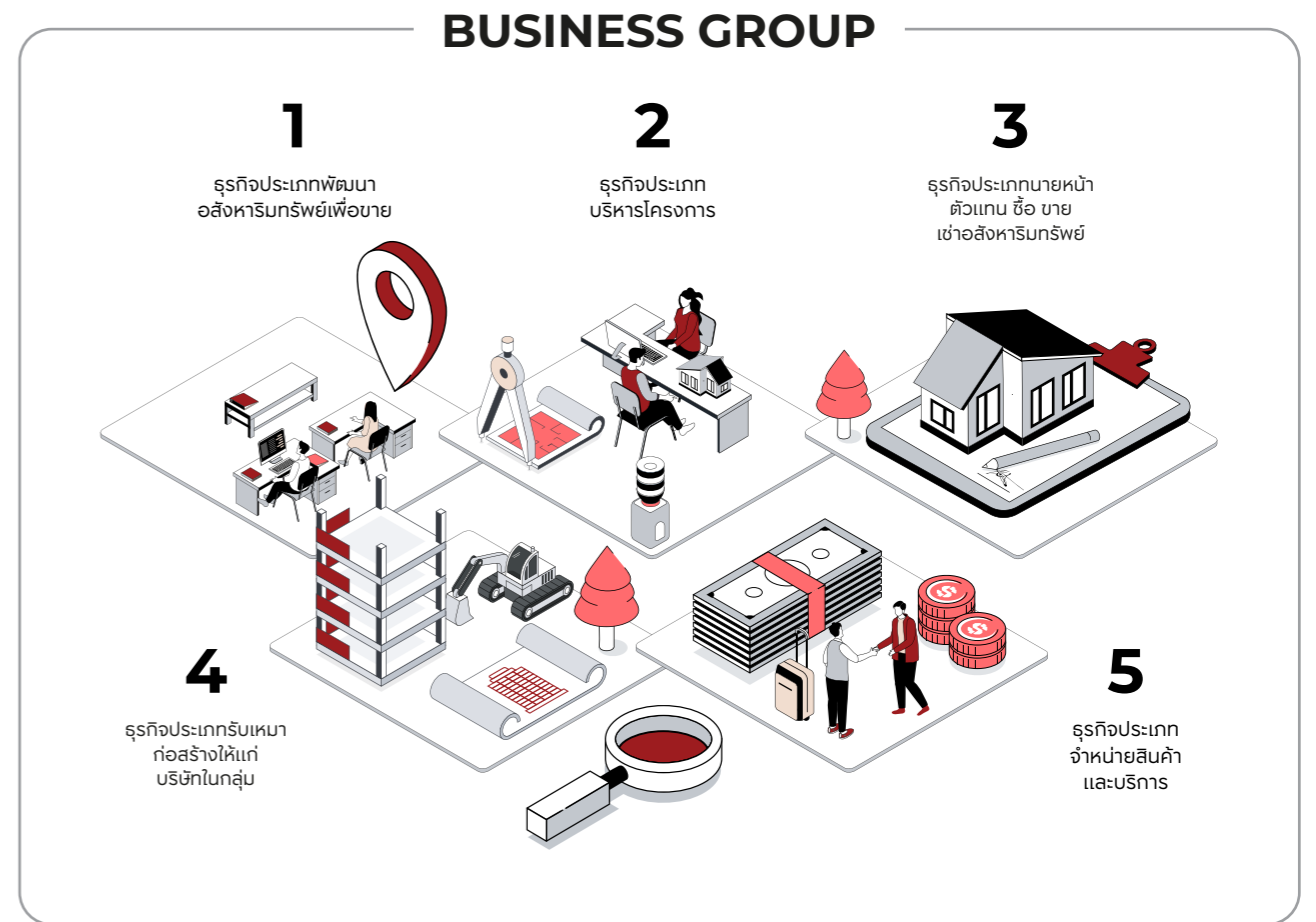 BUSINESS GROUP
1
ธุรกิจประเภทพัฒนา
อสังหาริมทรัพย์เพื่อขาย
2
ธุรกิจประเภท
บริหารโครงการ
3
ธุรกิจประเภทนายหน้า
ตัวแทน ซื้อ ขาย
เช่าอสังหาริมทรัพย์
4
ธุรกิจประเภทรับเหมา
ก่อสร้างให้แก่
บริษัทในกลุ่ม
5
ธุรกิจประเภท
จำหน่ายสินค้า
และบริการ